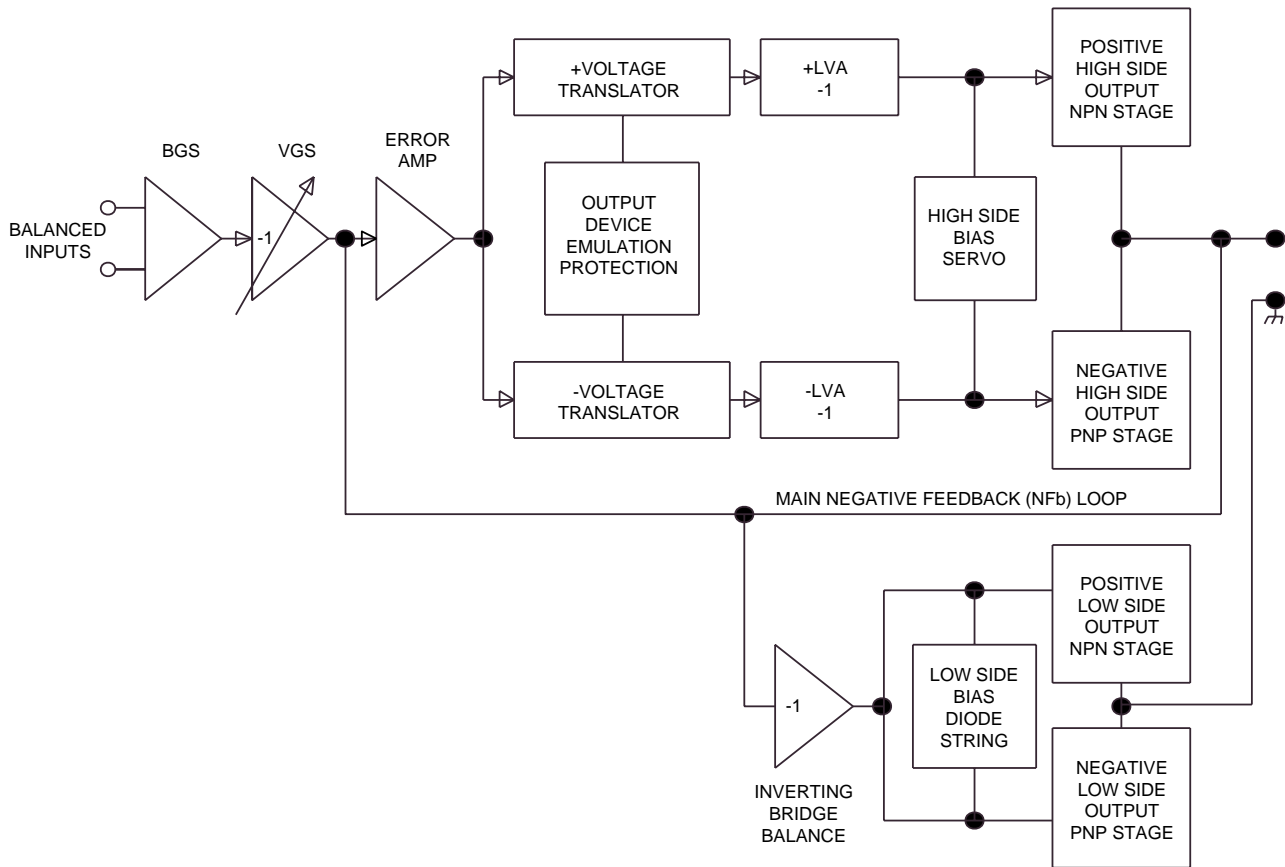 POSITIVE
HIGH SIDE
OUTPUT
NPN STAGE
+VOLTAGE
TRANSLATOR
+LVA
-1
ERROR
AMP
BGS
VGS
BALANCED
INPUTS
-1
OUTPUT
DEVICE
EMULATION
PROTECTION
HIGH SIDE
BIAS
SERVO
-VOLTAGE
TRANSLATOR
-LVA
-1
NEGATIVE
HIGH SIDE
OUTPUT
PNP STAGE
MAIN NEGATIVE FEEDBACK (NFb) LOOP
POSITIVE
LOW SIDE
OUTPUT
NPN STAGE
-1
LOW SIDE
BIAS
DIODE
STRING
INVERTING
BRIDGE
BALANCE
NEGATIVE
LOW SIDE
OUTPUT
PNP STAGE